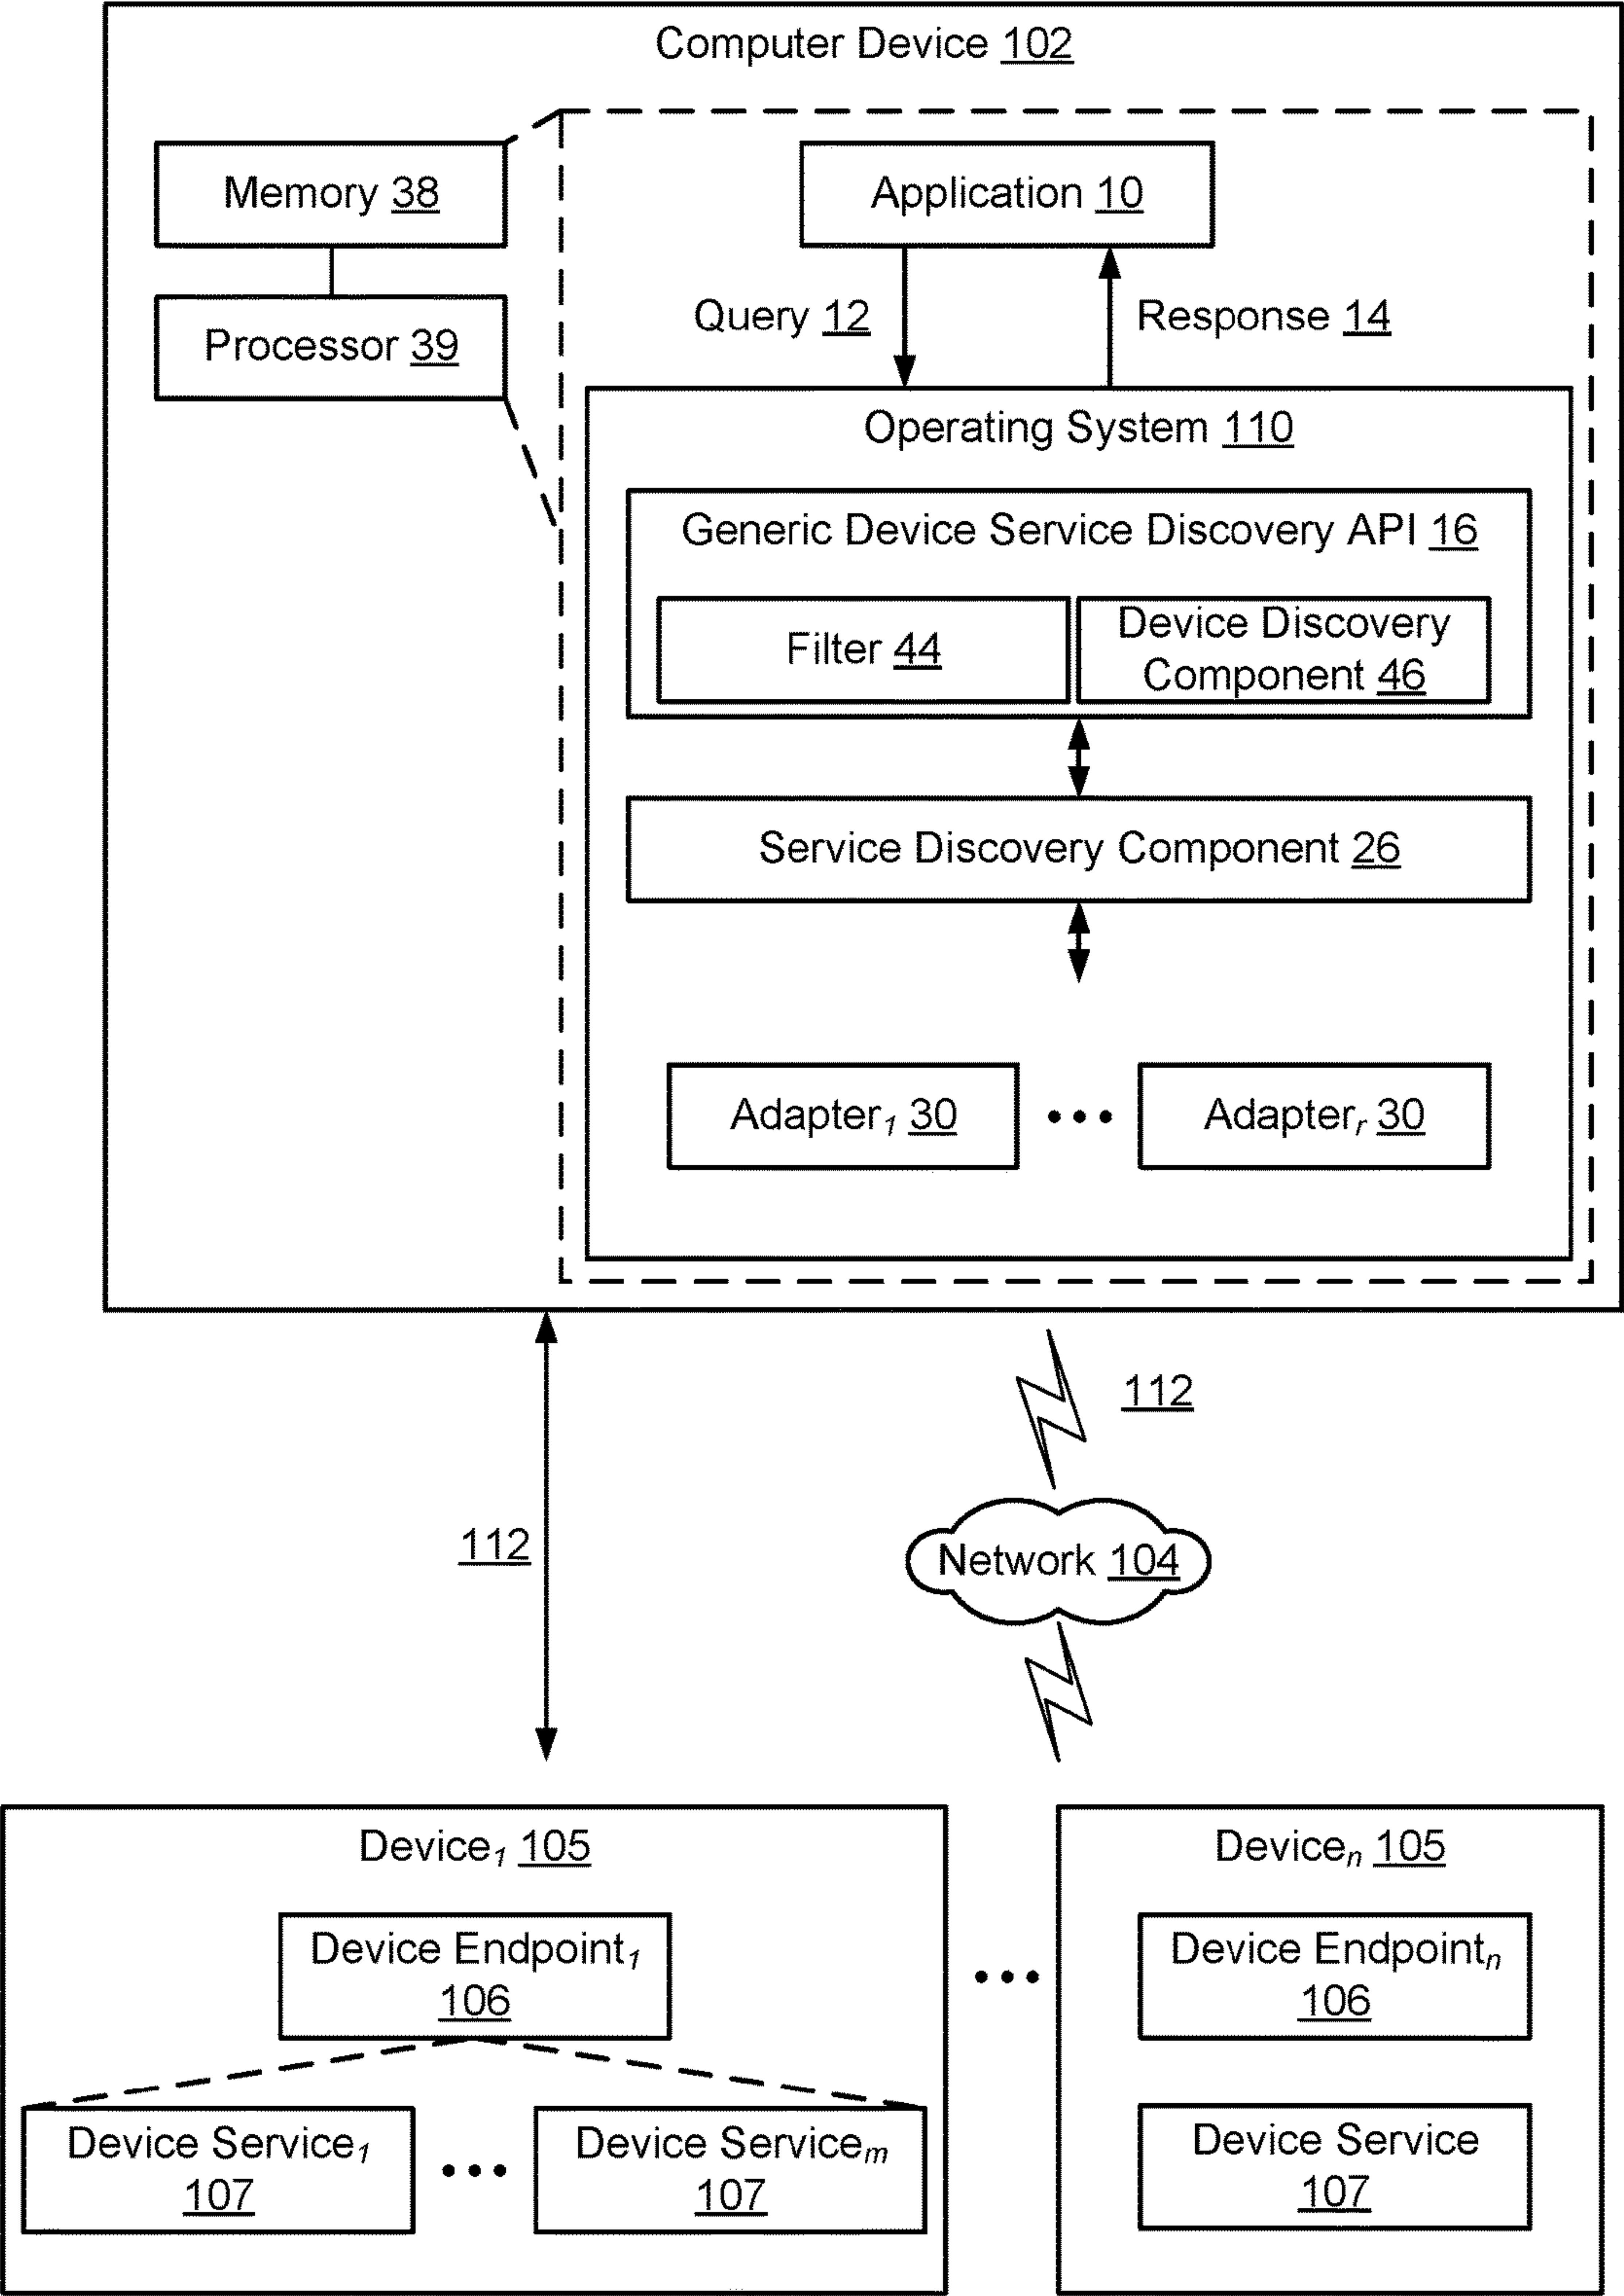 Computer Device 102
Memory 38
Application 10
Processor 39
Query 12
Response 14
Operating System 110
Generic Device Service Discovery API 16
Filter 44
Device Discovery
Component 46
Service Discovery Component 26
Adapter1 30
•••
Adapterr 30
112
112
Network 104
Device1 105
Devicen 105
Device Endpoint1
106
•••
Device Endpointn
106
Device Service1
107
•••
Device Servicem
107
Device Service
107